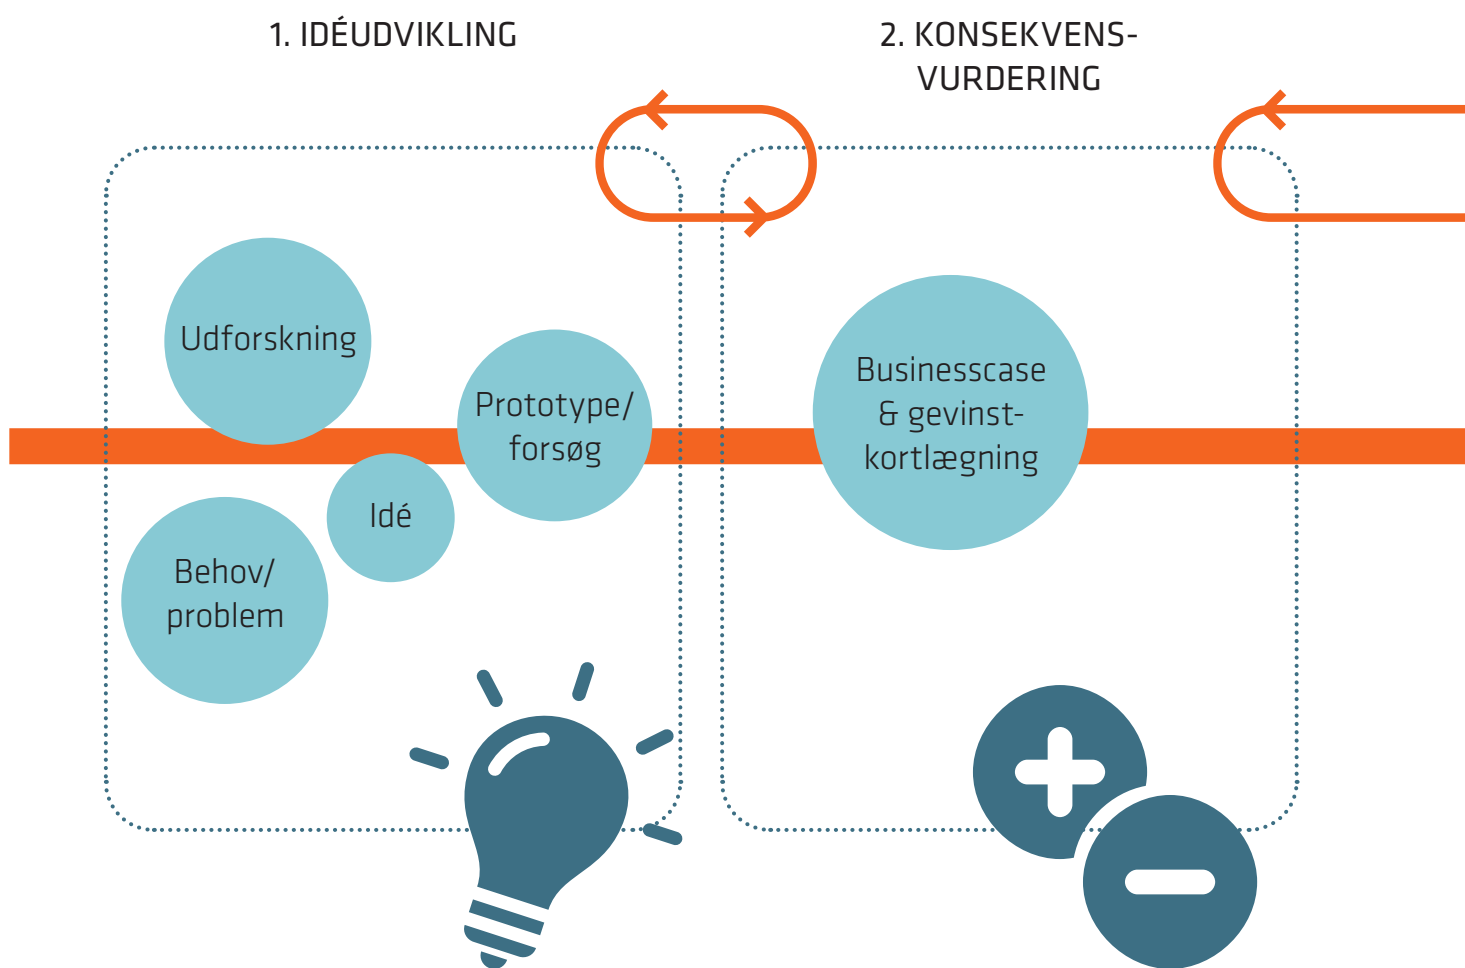 1. IDÉUDVIKLING
2. KONSEKVENS-
VURDERING
Udforskning
Prototype/
forsøg
Idé
Behov/
problem
Businesscase
& gevinst-
kortlægning